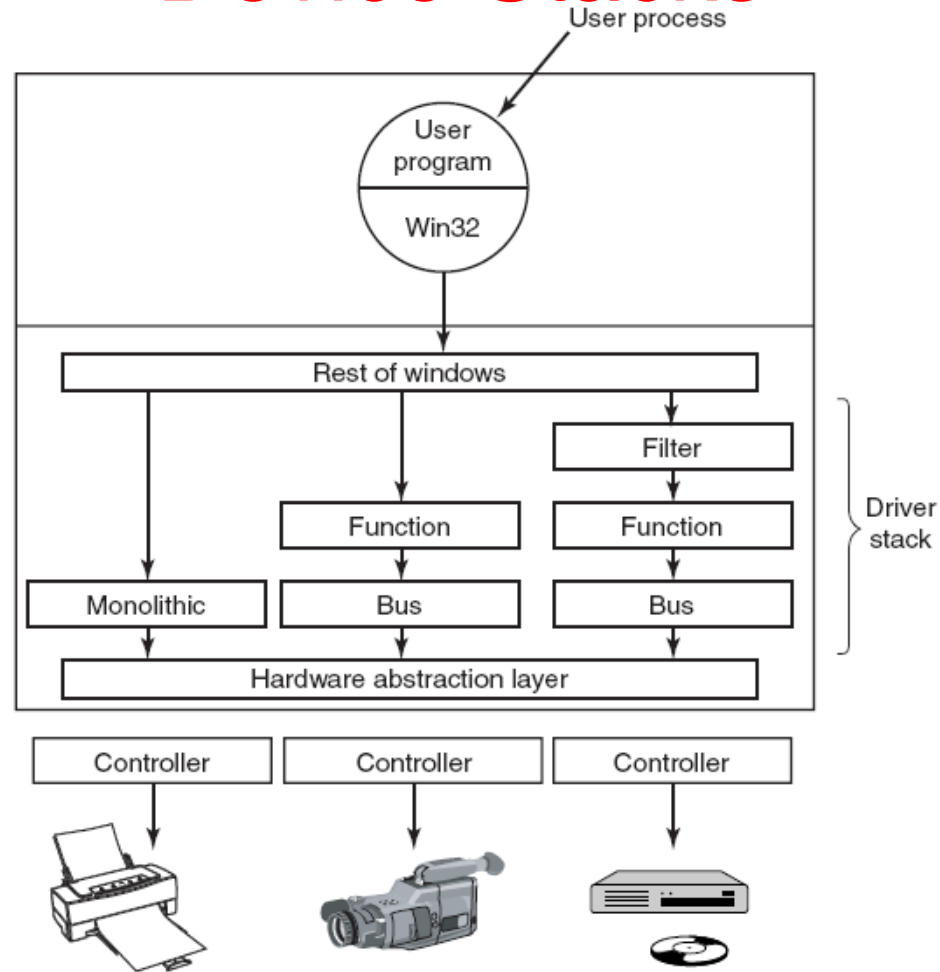 User process
User
program
Win32
Rest of windows
Filter
Function
Function
Driver
stack
Monolithic
Bus
Bus
Hardware abstraction layer
Controller
Controller
Controller